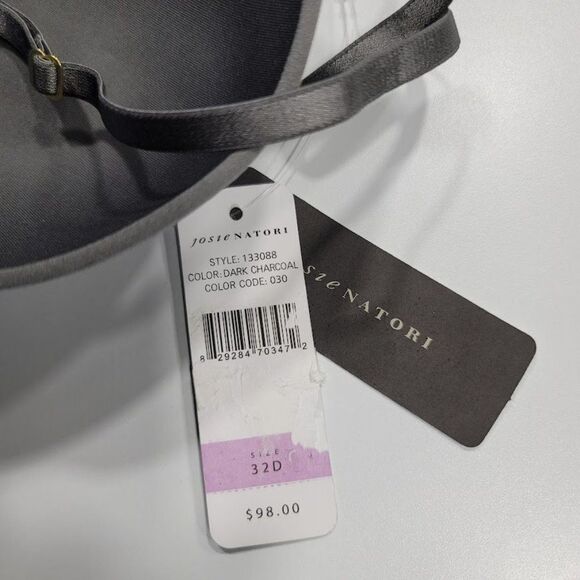 Josie NATORI
STYLE: 133088
COLOR: DARK CHARCOAL
COLOR CODE: 030
8 29284 70347 2
SIZE
32D
$98.00
sie NATORI